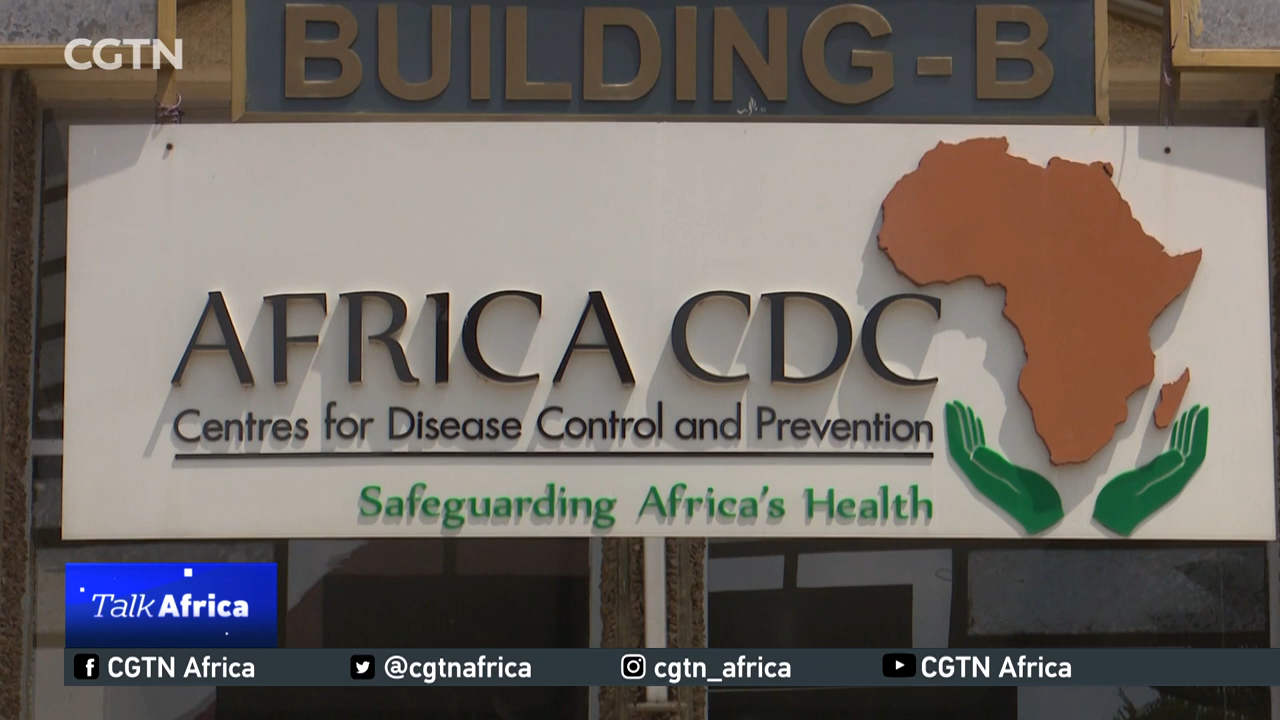 CGTN
BUILDING-B
AFRICA CDC
Centres for Disease Control and Prevention
Safeguarding Africa's Health
Talk Africa
CGTN Africa
@cgtnafrica
cgtn_africa
CGTN Africa